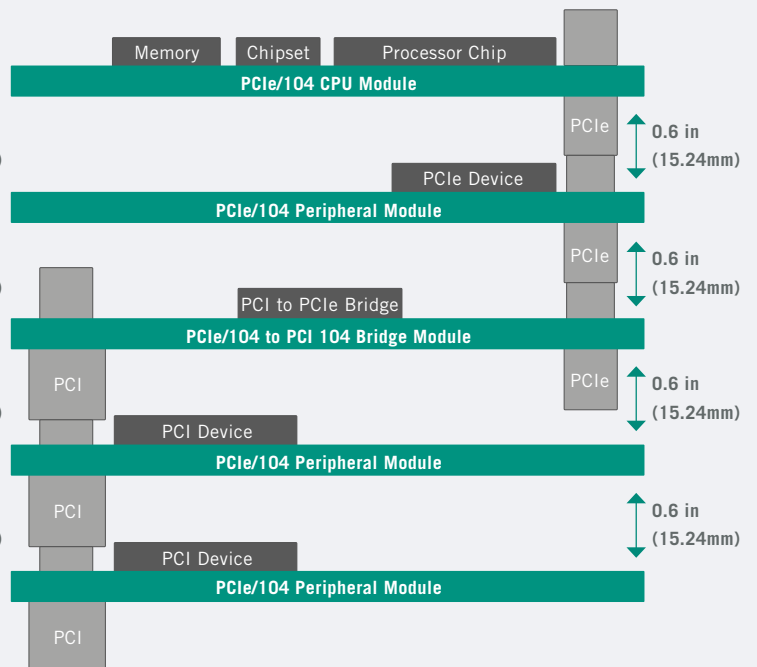 Memory
Chipset
Processor Chip
PCIe/104 CPU Module
PCIe
0.6 in
(15.24mm)
PCIe Device
PCIe/104 Peripheral Module
PCIe
0.6 in
(15.24mm)
PCI to PCIe Bridge
PCIe/104 to PCI 104 Bridge Module
PCI
PCIe
0.6 in
(15.24mm)
PCI Device
PCIe/104 Peripheral Module
PCI
0.6 in
(15.24mm)
PCI Device
PCIe/104 Peripheral Module
PCI